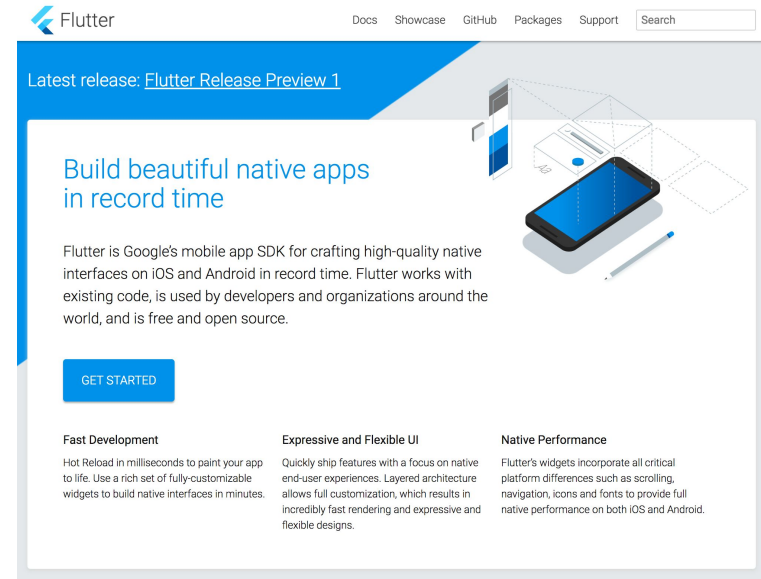 Flutter
Docs Showcase GitHub Packages Support Search
Latest release: Flutter Release Preview 1
Aa
Build beautiful native apps
in record time
Flutter is Google’s mobile app SDK for crafting high-quality native
interfaces on iOS and Android in record time. Flutter works with
existing code, is used by developers and organizations around the
world, and is free and open source.
GET STARTED
Fast Development
Hot Reload in milliseconds to paint your app
to life. Use a rich set of fully-customizable
widgets to build native interfaces in minutes.
Expressive and Flexible UI
Quickly ship features with a focus on native
end-user experiences. Layered architecture
allows full customization, which results in
incredibly fast rendering and expressive and
flexible designs.
Native Performance
Flutter’s widgets incorporate all critical
platform differences such as scrolling,
navigation, icons and fonts to provide full
native performance on both iOS and Android.